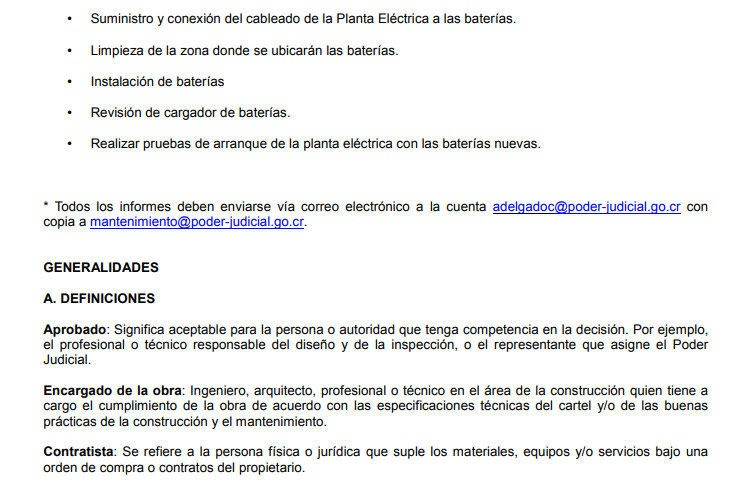 • Suministro y conexión del cableado de la Planta Eléctrica a las baterías.
• Limpieza de la zona donde se ubicarán las baterías.
• Instalación de baterías
• Revisión de cargador de baterías.
• Realizar pruebas de arranque de la planta eléctrica con las baterías nuevas.
* Todos los informes deben enviarse vía correo electrónico a la cuenta adelgadoc@poder-judicial.go.cr con
copia a mantenimiento@poder-judicial.go.cr.
GENERALIDADES
A. DEFINICIONES
Aprobado: Significa aceptable para la persona o autoridad que tenga competencia en la decisión. Por ejemplo,
el profesional o técnico responsable del diseño y de la inspección, o el representante que asigne el Poder
Judicial.
Encargado de la obra: Ingeniero, arquitecto, profesional o técnico en el área de la construcción quien tiene a
cargo el cumplimiento de la obra de acuerdo con las especificaciones técnicas del cartel y/o de las buenas
prácticas de la construcción y el mantenimiento.
Contratista: Se refiere a la persona física o jurídica que suple los materiales, equipos y/o servicios bajo una
orden de compra o contratos del propietario.